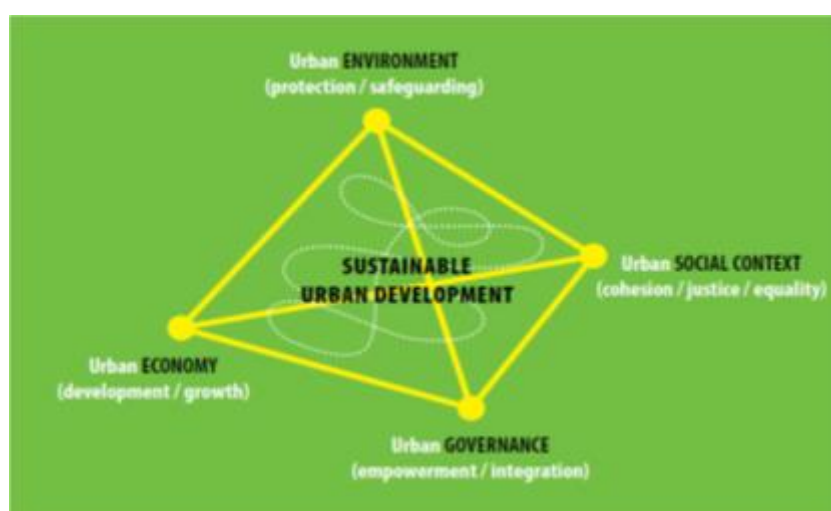 Urban ENVIRONMENT
(protection / safeguarding)
SUSTAINABLE
URBAN DEVELOPMENT
Urban SOCIAL CONTEXT
(cohesion / justice / equality)
Urban ECONOMY
(development / growth)
Urban GOVERNANCE
(empowerment / integration)